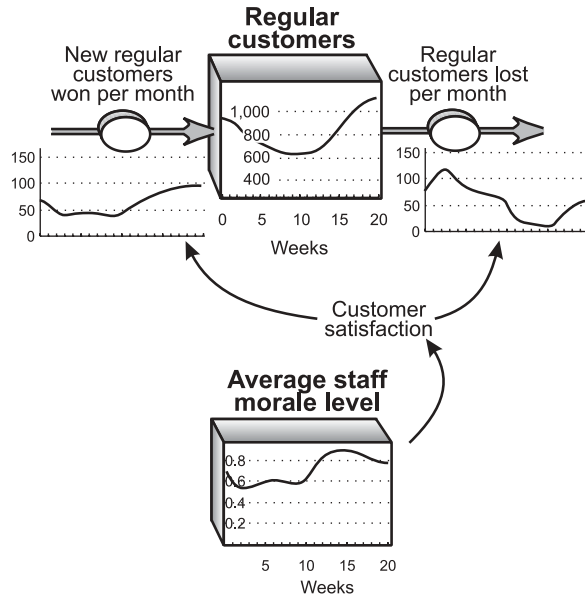 Regular
customers
New regular
customers
won per month
Regular
customers lost
per month
150
100
50
0
1,000
800
600
400
0 5 10 15 20
Weeks
150
100
50
0
Customer
satisfaction
Average staff
morale level
0.8
0.6
0.4
0.2
5 10 15 20
Weeks